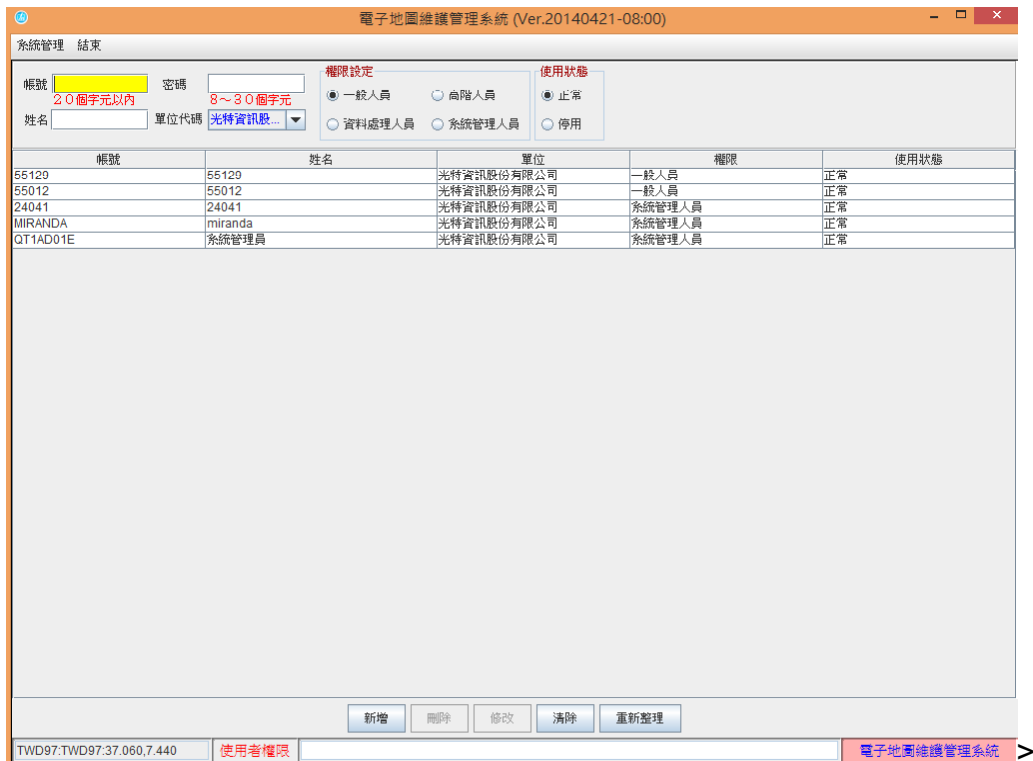 電子地圖維護管理系統 (Ver.20140421-08:00)
系統管理 結束
帳號 密碼
20個字元以內 8～30個字元
姓名 單位代碼 光特資訊股...
權限設定
一般人員 高階人員
資料處理人員 系統管理人員
使用狀態
正常
停用
帳號 姓名 單位 權限 使用狀態
55129 55129 光特資訊股份有限公司 一般人員 正常
55012 55012 光特資訊股份有限公司 一般人員 正常
24041 24041 光特資訊股份有限公司 系統管理人員 正常
MIRANDA miranda 光特資訊股份有限公司 系統管理人員 正常
QT1AD01E 系統管理員 光特資訊股份有限公司 系統管理人員 正常
新增 刪除 修改 清除 重新整理
TWD97:TWD97:37.060,7.440 使用者權限 電子地圖維護管理系統 >